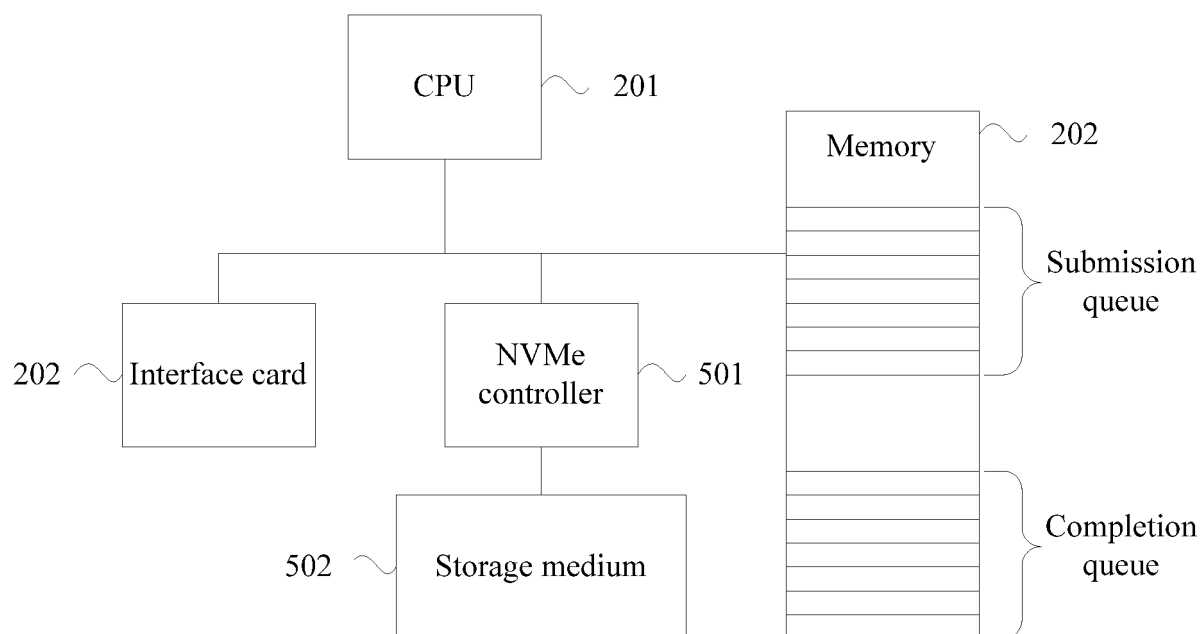 CPU
201
Memory
202
Submission
queue
202
Interface card
NVMe
controller
501
502
Storage medium
Completion
queue